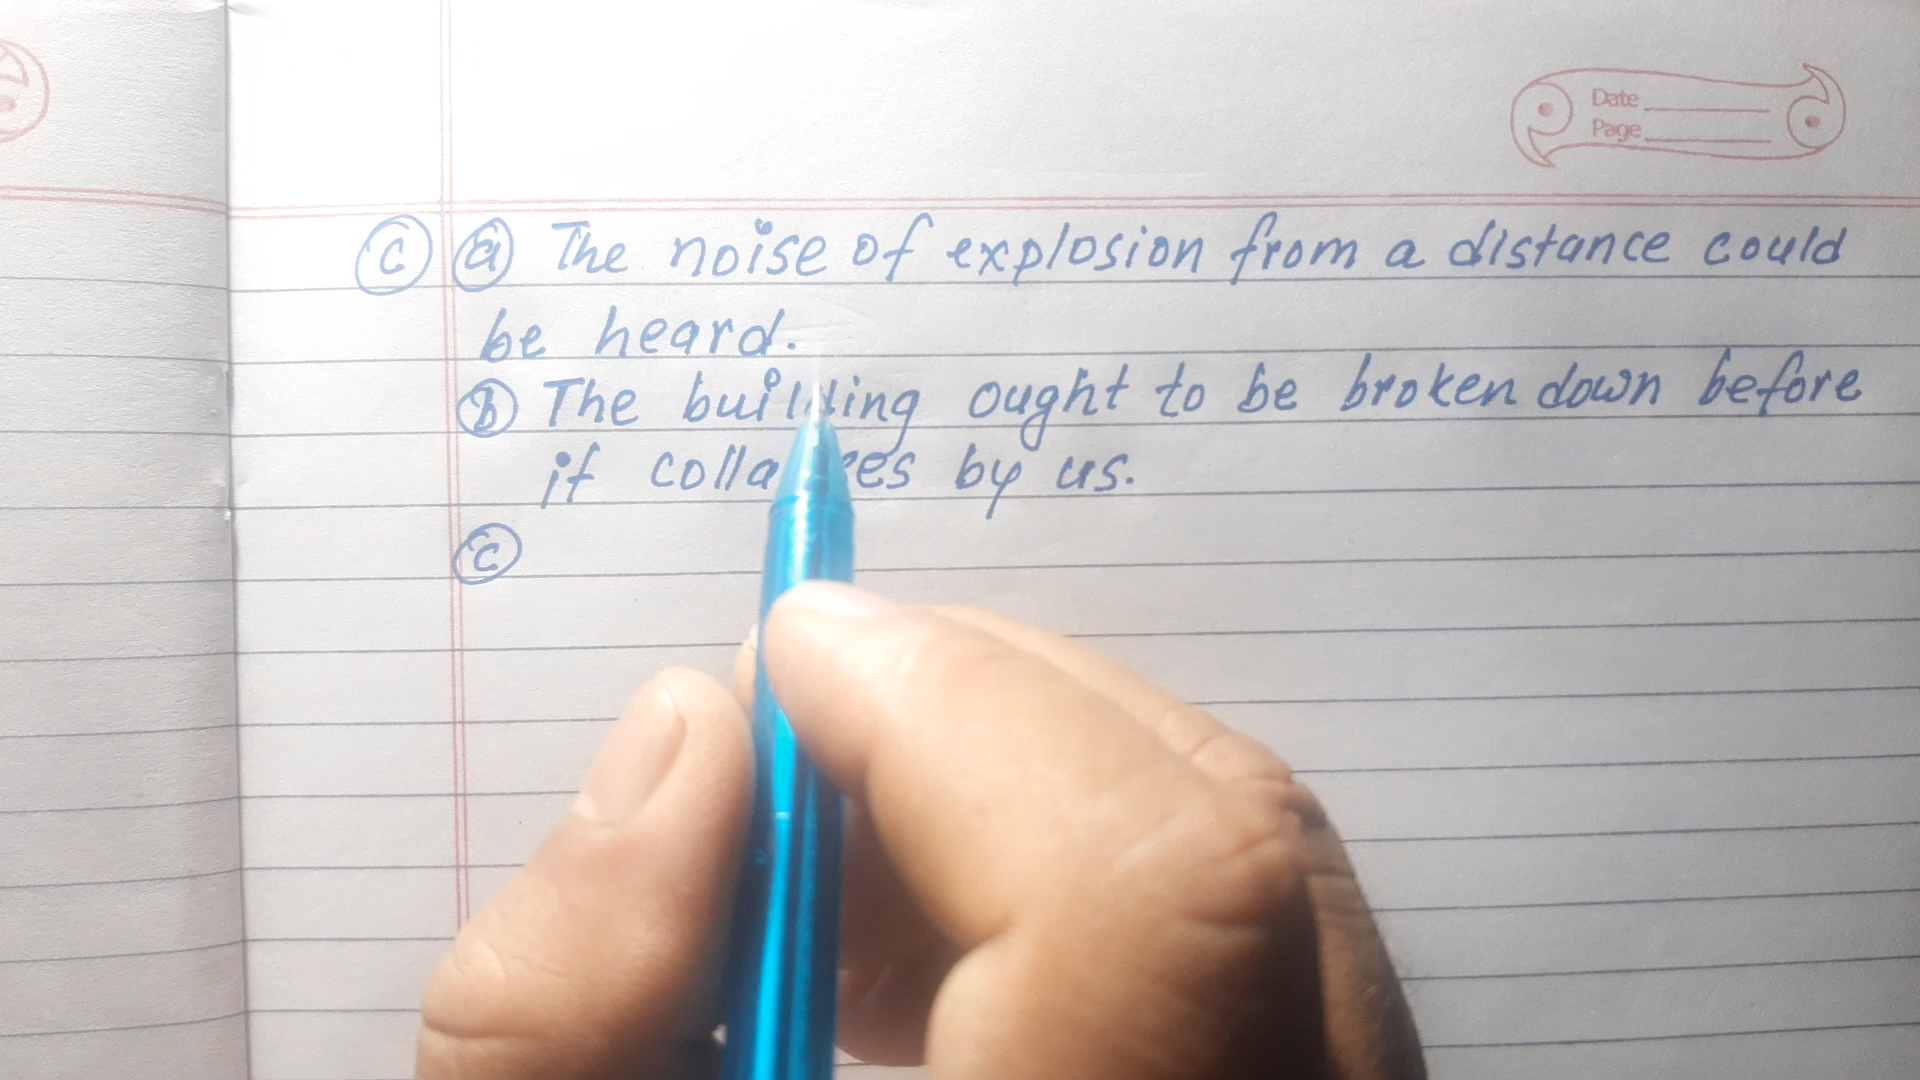 Date
Page
C a The noise of explosion from a distance could
be heard.
b The building ought to be broken down before
it by us.
C